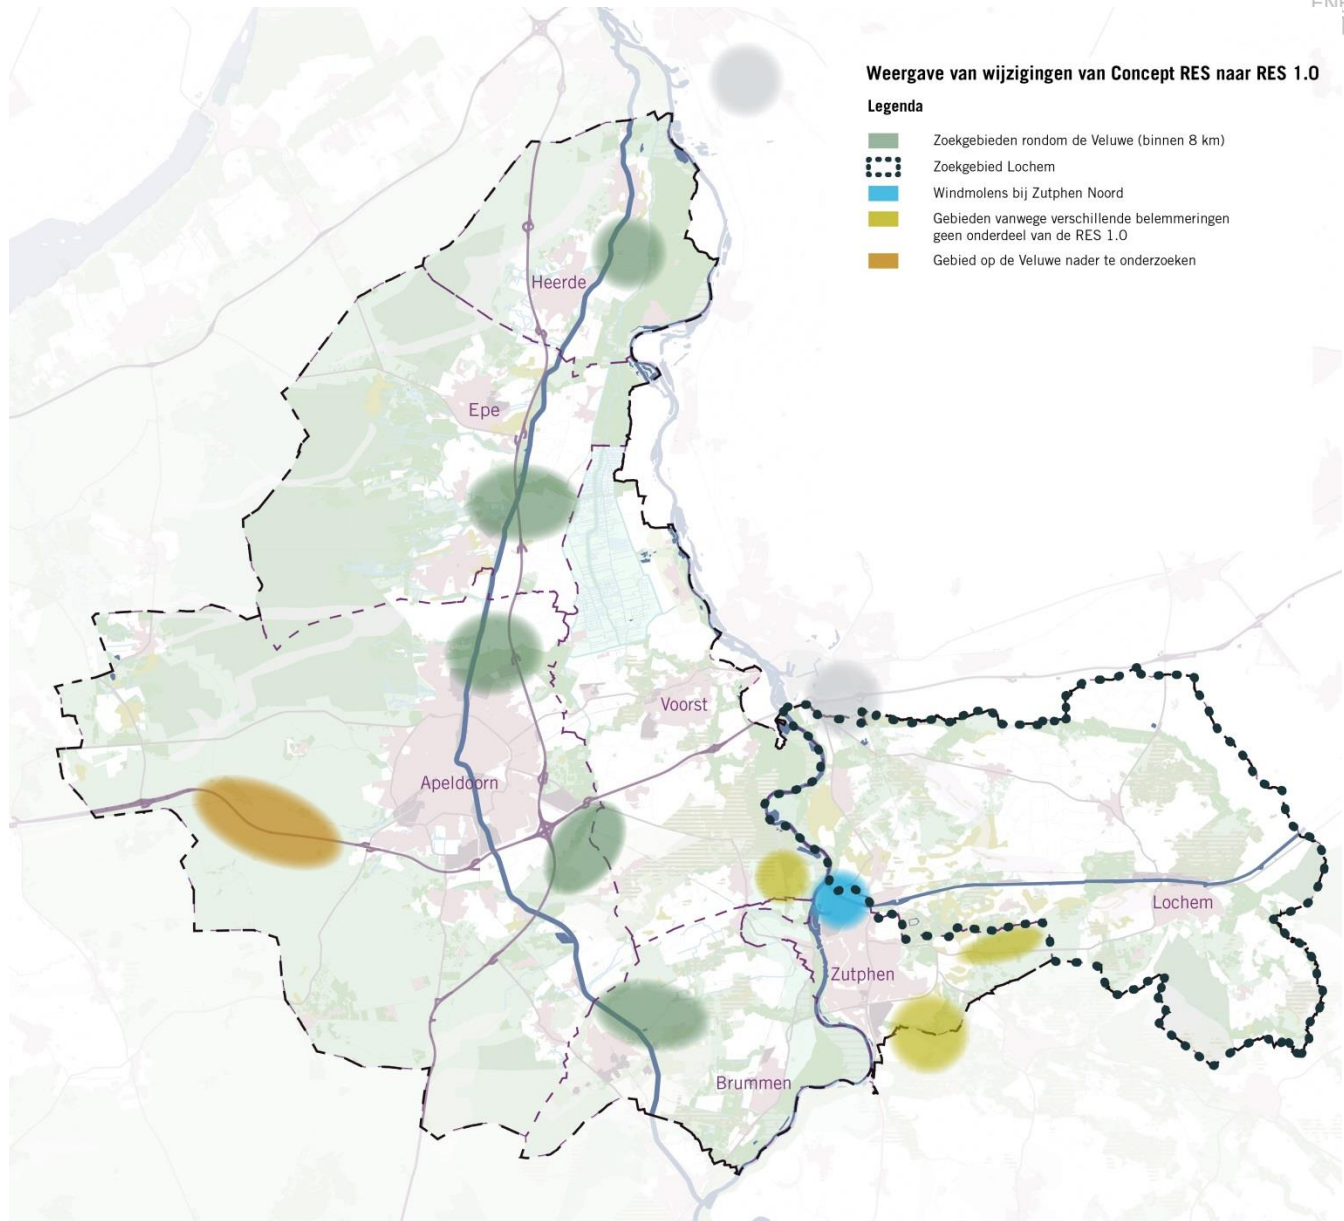 Weergave van wijzigingen van Concept RES naar RES 1.0
Legenda
Zoekgebieden rondom de Veluwe (binnen 8 km)
Zoekgebied Lochem
Windmolens bij Zutphen Noord
Gebieden vanwege verschillende belemmeringen
geen onderdeel van de RES 1.0
Gebied op de Veluwe nader te onderzoeken
Heerde
Epe
Voorst
Apeldoorn
Lochem
Zutphen
Brummen